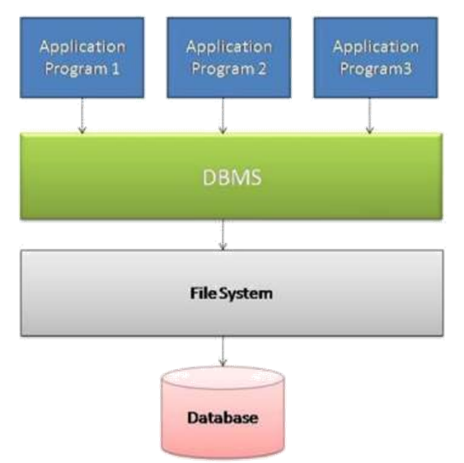 Application
Program 1
Application
Program 2
Application
Program3
DBMS
File System
Database